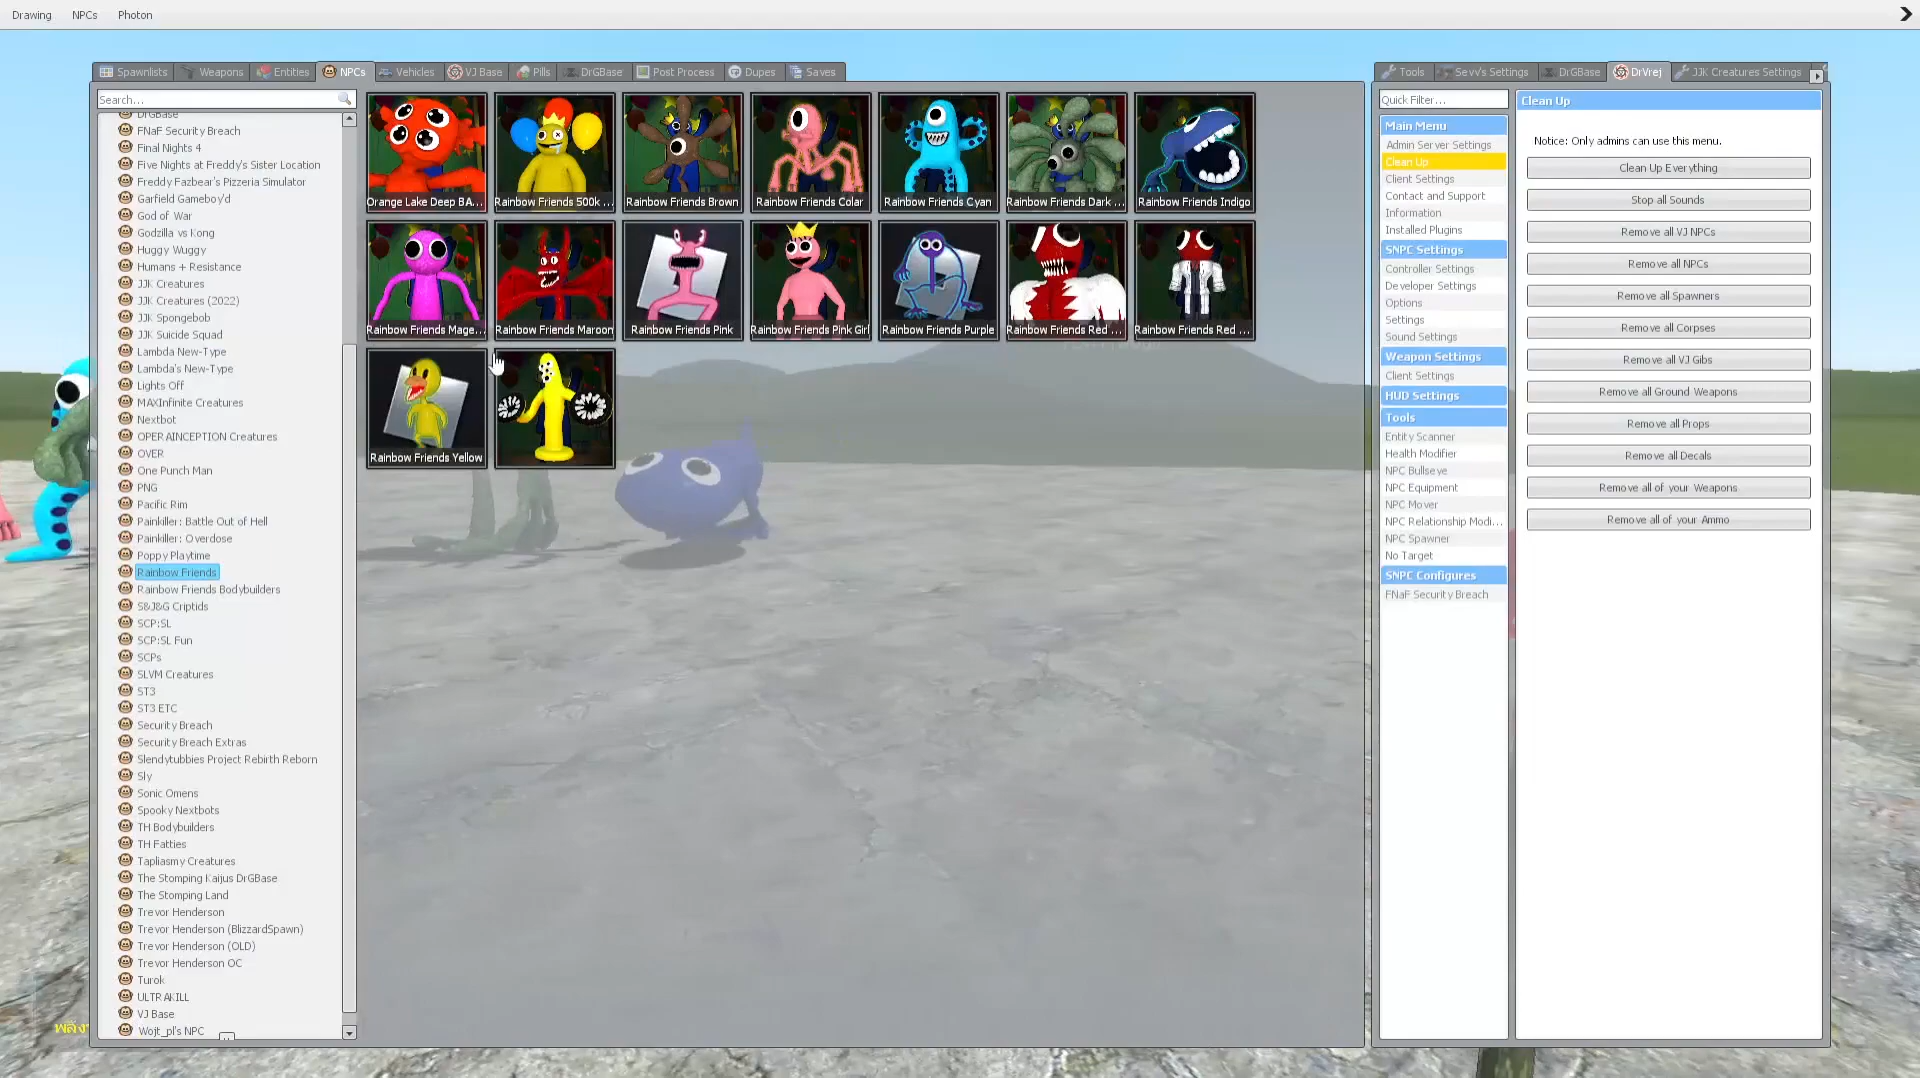 Drawing NPCs Photon
Spawnlists Weapons Entities NPCs Vehicles VJ Base Pills DrGBase Post Process Dupes Saves
Search...
DrGBase
FNaF Security Breach
Final Nights 4
Five Nights at Freddy's Sister Location
Freddy Fazbear's Pizzeria Simulator
Garfield Gameboy'd
God of War
Godzilla vs Kong
Huggy Wuggy
Humans + Resistance
JJK Creatures
JJK Creatures (2022)
JJK Spongebob
JJK Suicide Squad
Lambda New-Type
Lambda's New-Type
Lights Off
MAXInfinite Creatures
Nextbot
OPERAINCEPTION Creatures
OVER
One Punch Man
PNG
Pacific Rim
Painkiller: Battle Out of Hell
Painkiller: Overdose
Poppy Playtime
Rainbow Friends
Rainbow Friends Bodybuilders
S&J&G Criptids
SCP:SL
SCP:SL Fun
SCPs
SLVM Creatures
ST3
ST3 ETC
Security Breach
Security Breach Extras
Slendytubbies Project Rebirth Reborn
Sly
Sonic Omens
Spooky Nextbots
TH Bodybuilders
TH Fatties
Tapliasmy Creatures
The Stomping Kaijus DrGBase
The Stomping Land
Trevor Henderson
Trevor Henderson (BlizzardSpawn)
Trevor Henderson (OLD)
Trevor Henderson OC
Turok
ULTRAKILL
VJ Base
Wojt_pl's NPC
Orange Lake Deep BA...
Rainbow Friends 500k ...
Rainbow Friends Brown
Rainbow Friends Colar
Rainbow Friends Cyan
Rainbow Friends Dark ...
Rainbow Friends Indigo
Rainbow Friends Mage...
Rainbow Friends Maroon
Rainbow Friends Pink
Rainbow Friends Pink Girl
Rainbow Friends Purple
Rainbow Friends Red ...
Rainbow Friends Red ...
Rainbow Friends Yellow
Tools Sevv's Settings DrGBase DrVrej JJK Creatures Settings
Quick Filter...
Main Menu
Admin Server Settings
Clean Up
Client Settings
Contact and Support
Information
Installed Plugins
SNPC Settings
Controller Settings
Developer Settings
Options
Settings
Sound Settings
Weapon Settings
Client Settings
HUD Settings
Tools
Entity Scanner
Health Modifier
NPC Bullseye
NPC Equipment
NPC Mover
NPC Relationship Modi...
NPC Spawner
No Target
SNPC Configures
FNaF Security Breach
Clean Up
Notice: Only admins can use this menu.
Clean Up Everything
Stop all Sounds
Remove all VJ NPCs
Remove all NPCs
Remove all Spawners
Remove all Corpses
Remove all VJ Gibs
Remove all Ground Weapons
Remove all Props
Remove all Decals
Remove all of your Weapons
Remove all of your Ammo